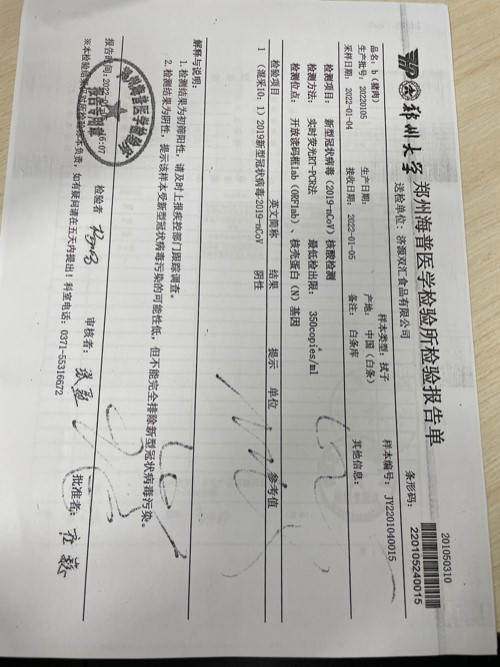 郑州大学 郑州海普医学检验所检验报告单
条形码:
201050310
220105240015
送检单位: 济源双汇食品有限公司
样本类型: 拭子
样本编号: JY2201040015
品名: b（猪肉）
生产批号: 20220105
生产日期:
产地: 中国（白条）
其他信息:
采样日期: 2022-01-04
接收日期: 2022-01-05
备注: 白条库
检测项目: 新型冠状病毒(2019-nCoV)核酸检测
检测方法: 实时荧光RT-PCR法
最低检出限: 350copies/ml
检测位点: 开放读码框1ab（ORF1ab）、核壳蛋白（N）基因
检验项目 英文简称 结果 提示 单位 参考值
1 (混采10: 1)2019新型冠状病毒-2019-nCoV 阴性
解释与说明:
1. 检测结果为初筛阳性，请及时上报疾控部门跟踪调查。
2. 检测结果为阴性，提示该样本受新型冠状病毒污染的可能性低，但不能完全排除新型冠状病毒污染。
报告时间: 2022-
6:07
检验者
审核者:
批准者:
※本检验结果仅对所检验标本负责，如有疑问请在五天内提出! 科室电话: 0371-55316672